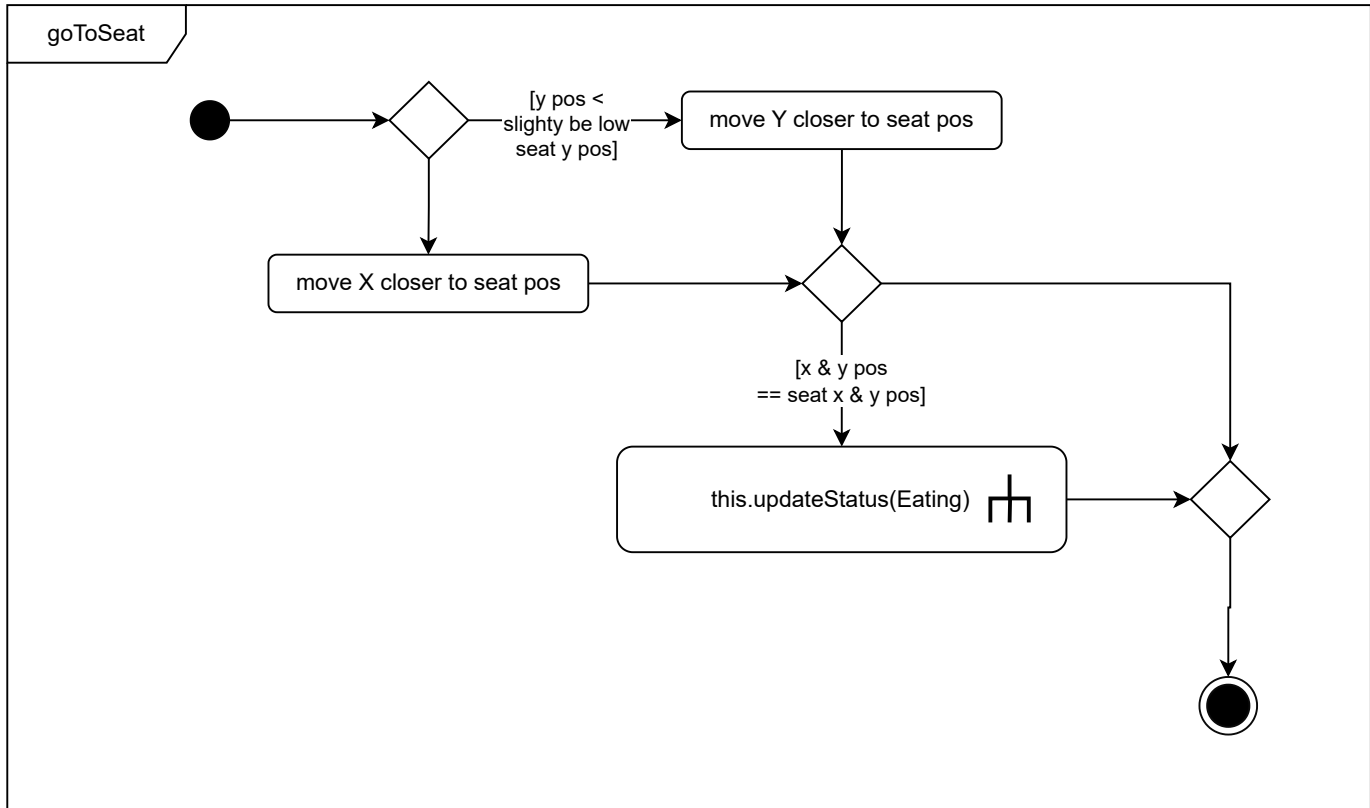 goToSeat
[y pos <
slighty be low
seat y pos]
move Y closer to seat pos
move X closer to seat pos
[x & y pos
== seat x & y pos]
this.updateStatus(Eating)